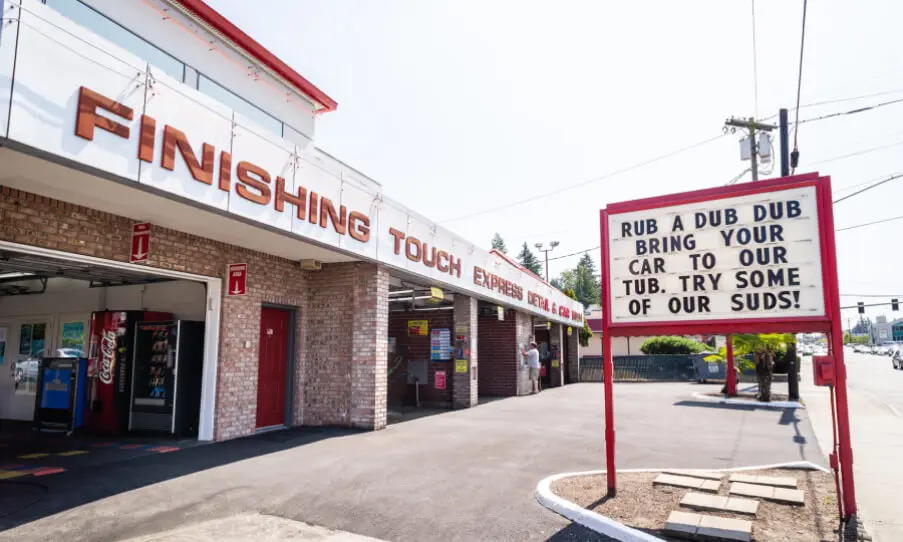 FINISHING TOUCH EXPRESS DETAIL & CAR WASH
Coca-Cola
RUB A DUB DUB
BRING YOUR
CAR TO OUR
TUB. TRY SOME
OF OUR SUDS!